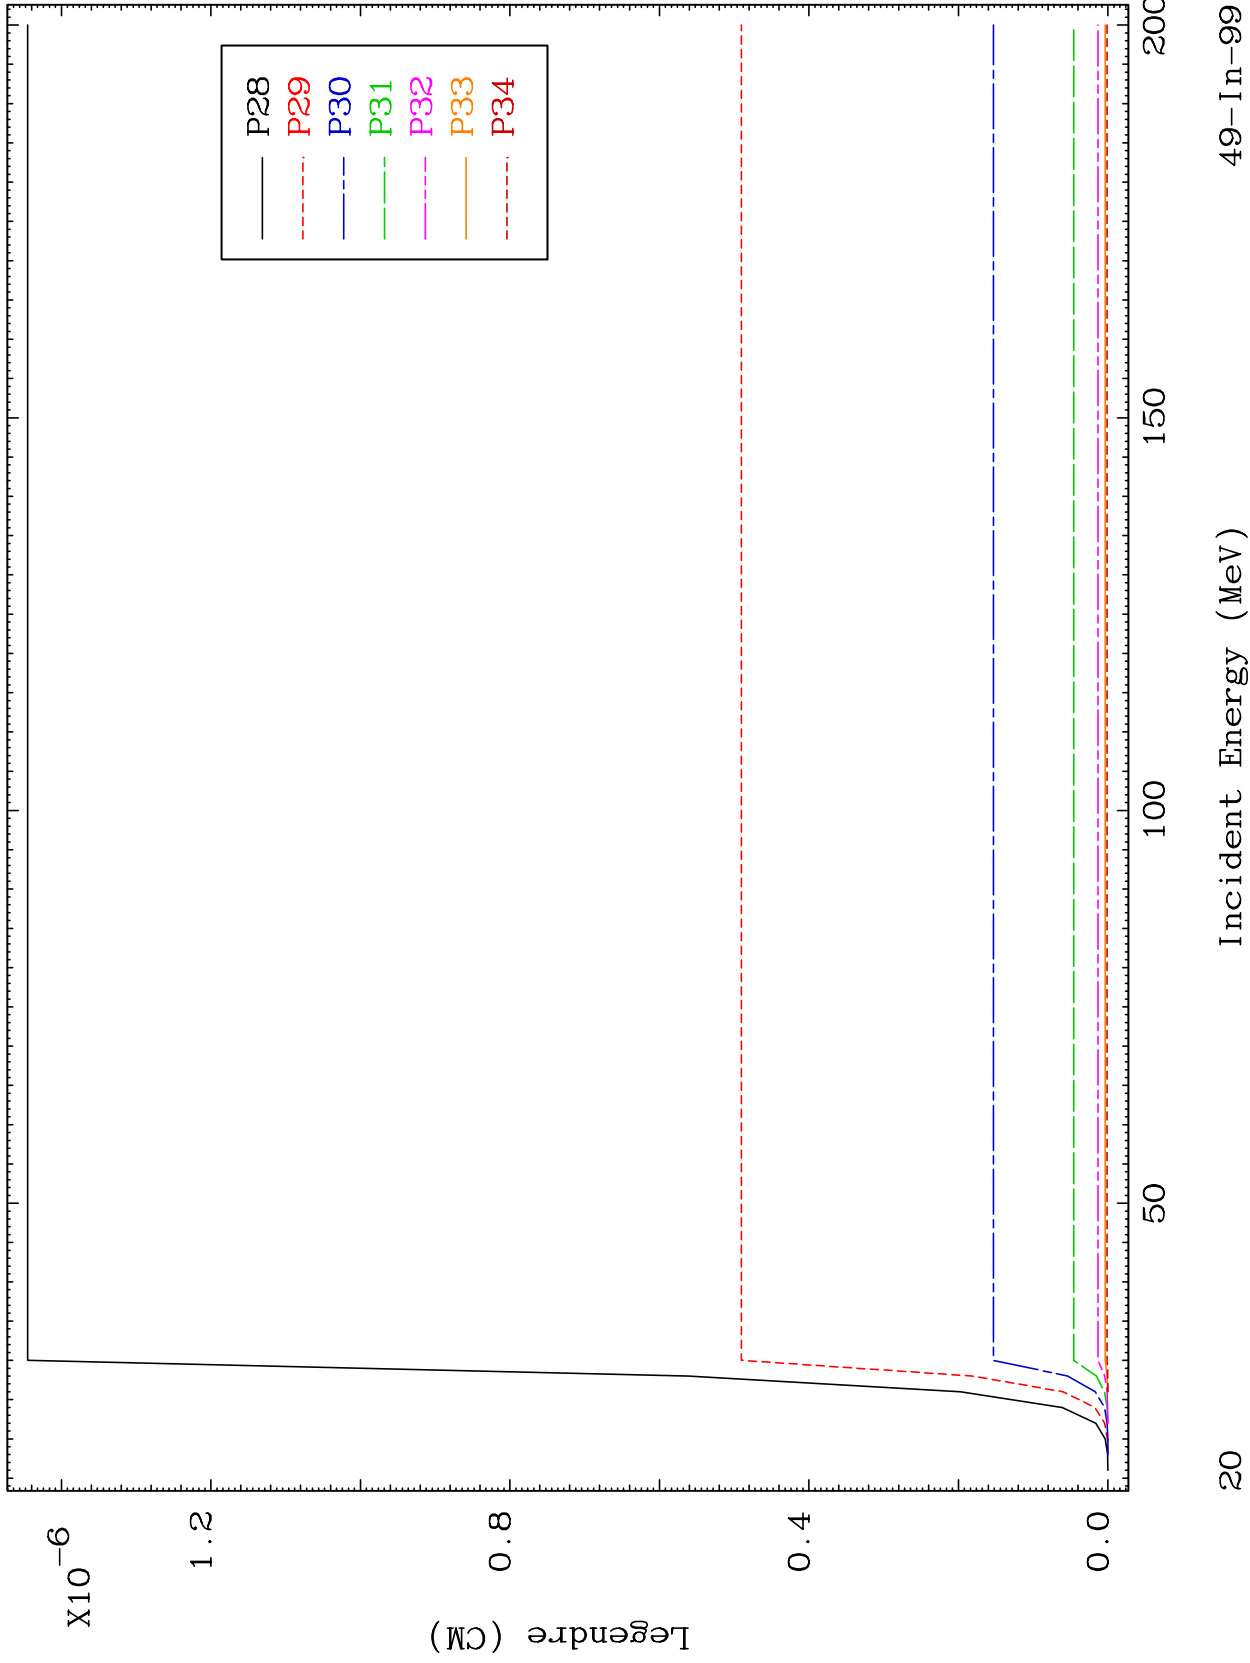 X10-6
1.2
0.8
0.4
0.0
Legendre (CM)
P28
P29
P30
P31
P32
P33
P34
20
50
100
150
200
Incident Energy (MeV)
49-In-99